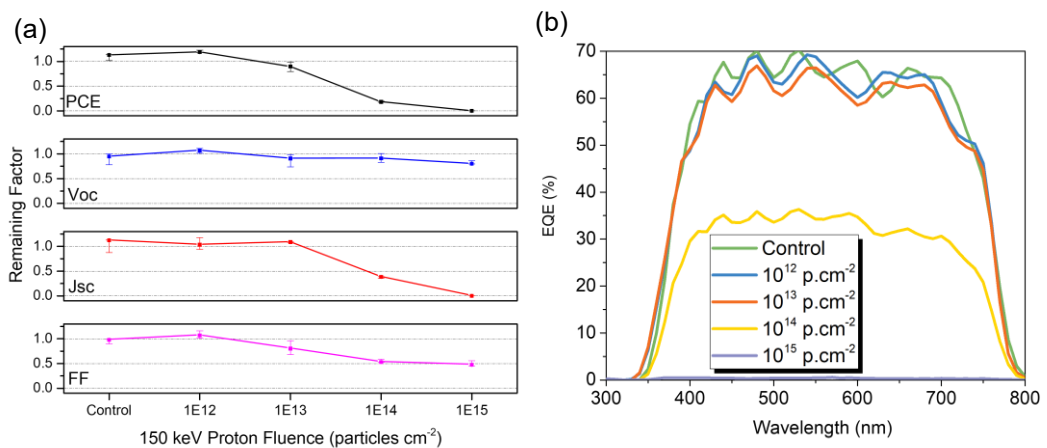 (a)
Remaining Factor
1.0
0.5
0.0
PCE
1.0
0.5
0.0
Voc
1.0
0.5
0.0
Jsc
1.0
0.5
0.0
FF
Control 1E12 1E13 1E14 1E15
150 keV Proton Fluence (particles cm⁻²)
(b)
EQE (%)
70
60
50
40
30
20
10
0
Control
10¹² p.cm⁻²
10¹³ p.cm⁻²
10¹⁴ p.cm⁻²
10¹⁵ p.cm⁻²
300 400 500 600 700 800
Wavelength (nm)